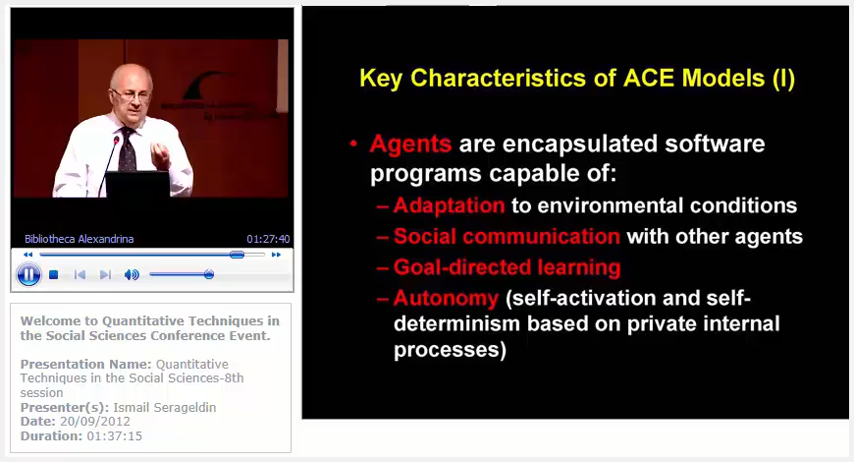 Key Characteristics of ACE Models (I)
• Agents are encapsulated software
programs capable of:
– Adaptation to environmental conditions
– Social communication with other agents
– Goal-directed learning
– Autonomy (self-activation and self-
determinism based on private internal
processes)
Bibliotheca Alexandrina 01:27:40
Welcome to Quantitative Techniques in
the Social Sciences Conference Event.
Presentation Name: Quantitative
Techniques in the Social Sciences-8th
session
Presenter(s): Ismail Serageldin
Date: 20/09/2012
Duration: 01:37:15